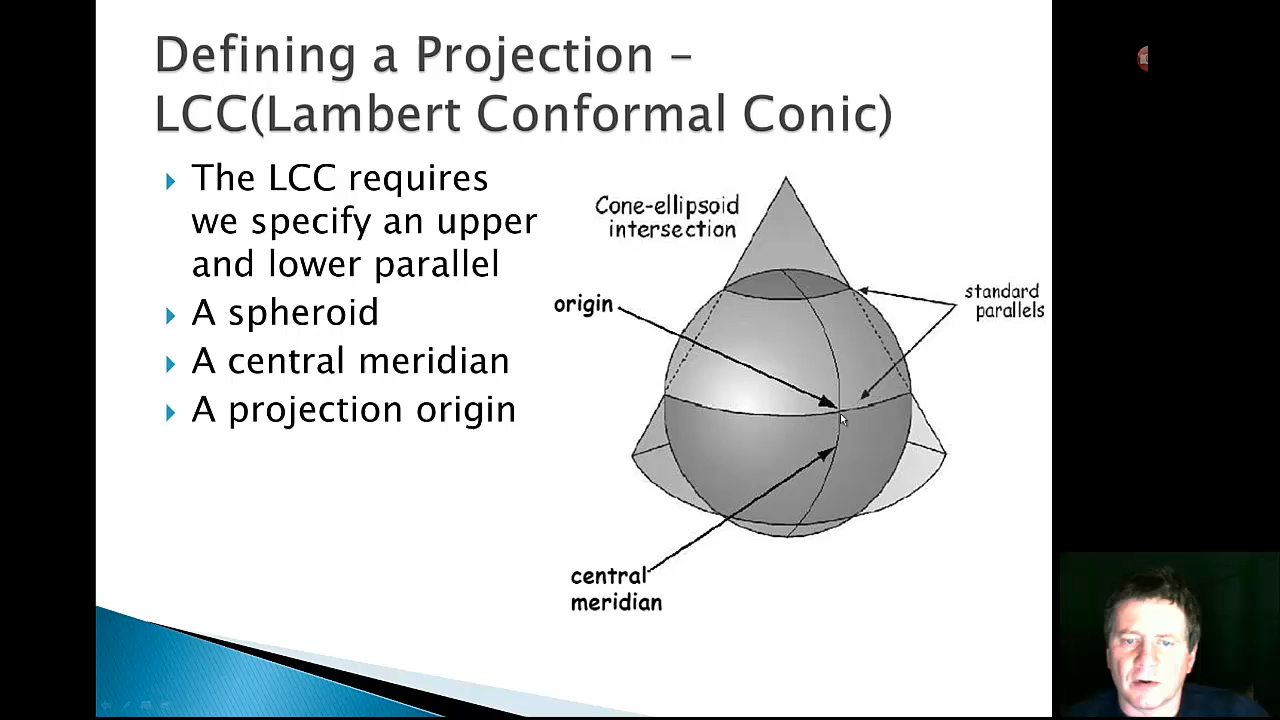 Defining a Projection –
LCC(Lambert Conformal Conic)
The LCC requires
we specify an upper
and lower parallel
A spheroid
A central meridian
A projection origin
Cone-ellipsoid
intersection
origin
standard
parallels
central
meridian